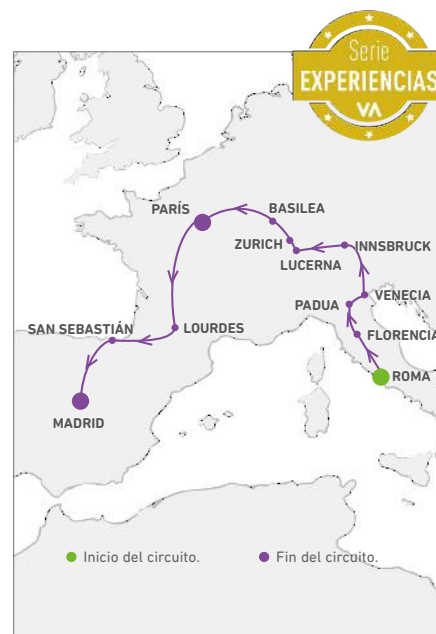 Serie
EXPERIENCIAS
VA
PARÍS
BASILEA
ZURICH
INNSBRUCK
LUCERNA
VENECIA
PADUA
SAN SEBASTIÁN
LOURDES
FLORENCIA
ROMA
MADRID
Inicio del circuito.
Fin del circuito.